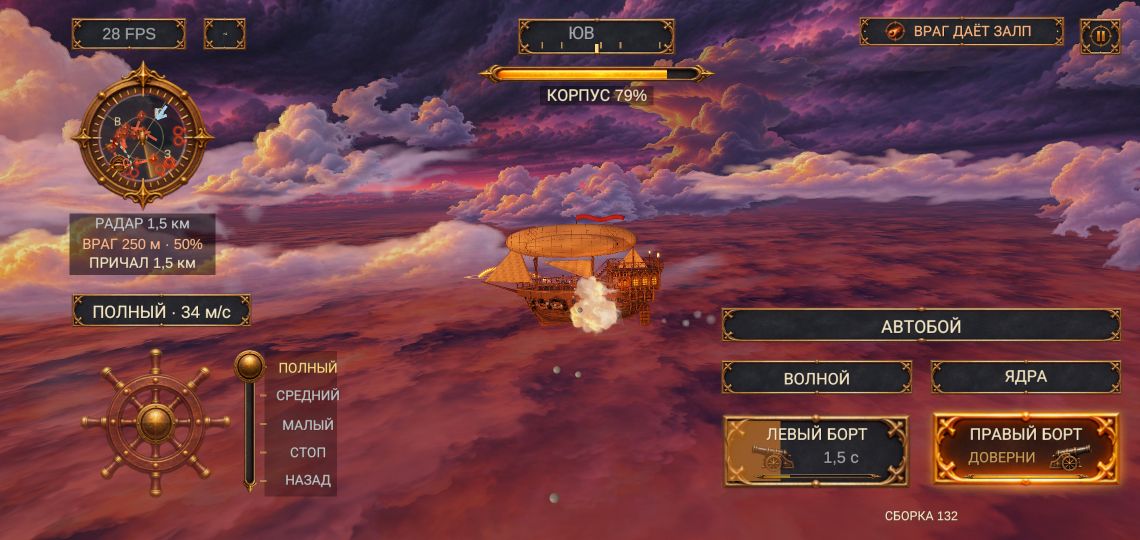 28 FPS
ЮВ
ВРАГ ДАЁТ ЗАЛП
КОРПУС 79%
В
З
РАДАР 1,5 км
ВРАГ 250 м · 50%
ПРИЧАЛ 1,5 км
ПОЛНЫЙ · 34 м/с
ПОЛНЫЙ
СРЕДНИЙ
МАЛЫЙ
СТОП
НАЗАД
АВТОБОЙ
ВОЛНОЙ
ЯДРА
ЛЕВЫЙ БОРТ
1,5 с
ПРАВЫЙ БОРТ
ДОВЕРНИ
СБОРКА 132